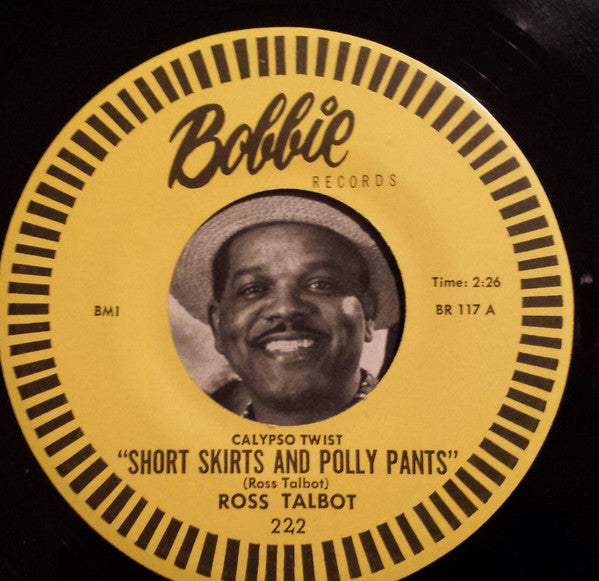 Bobbie
RECORDS
Time: 2:26
BMI
BR 117 A
CALYPSO TWIST
"SHORT SKIRTS AND POLLY PANTS"
(Ross Talbot)
ROSS TALBOT
222